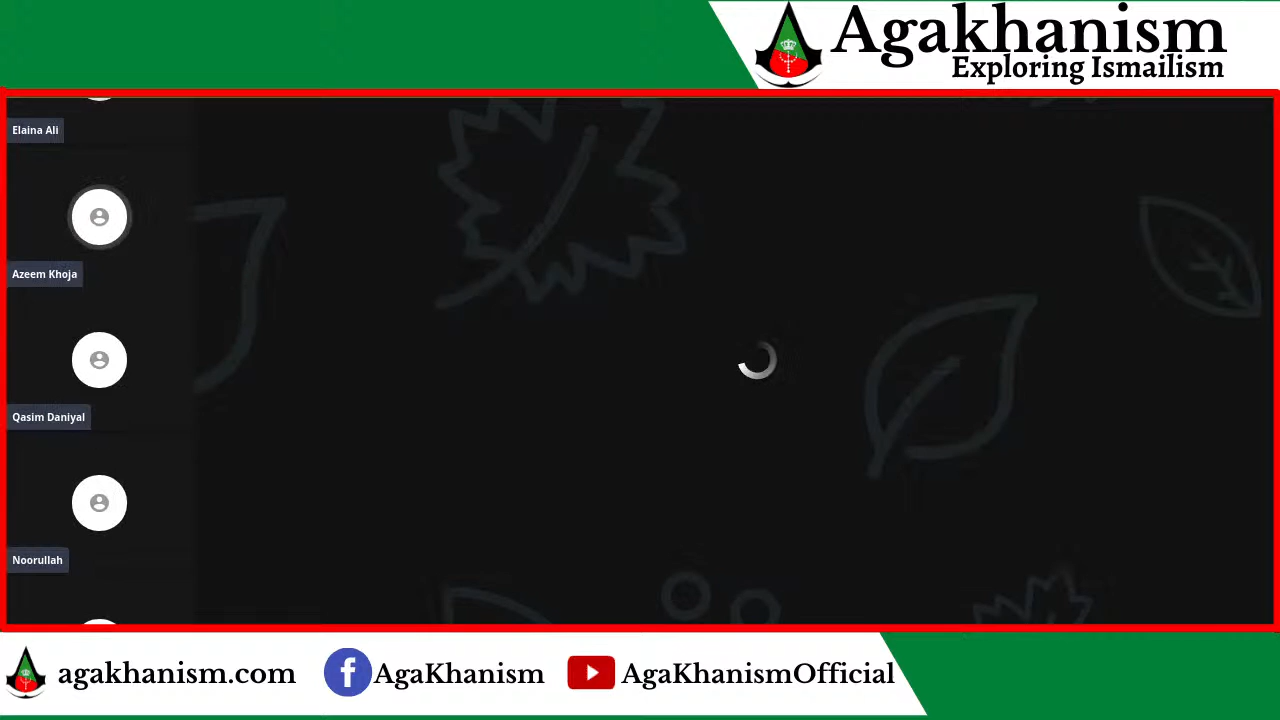 Agakhanism
Exploring Ismailism
Elaina Ali
Azeem Khoja
Qasim Daniyal
Noorullah
agakhanism.com
AgaKhanism
AgaKhanismOfficial